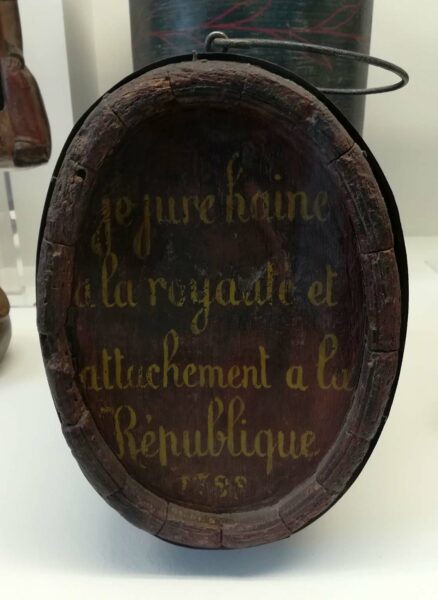 je jure haine
a la royauté et
attachement a la
République